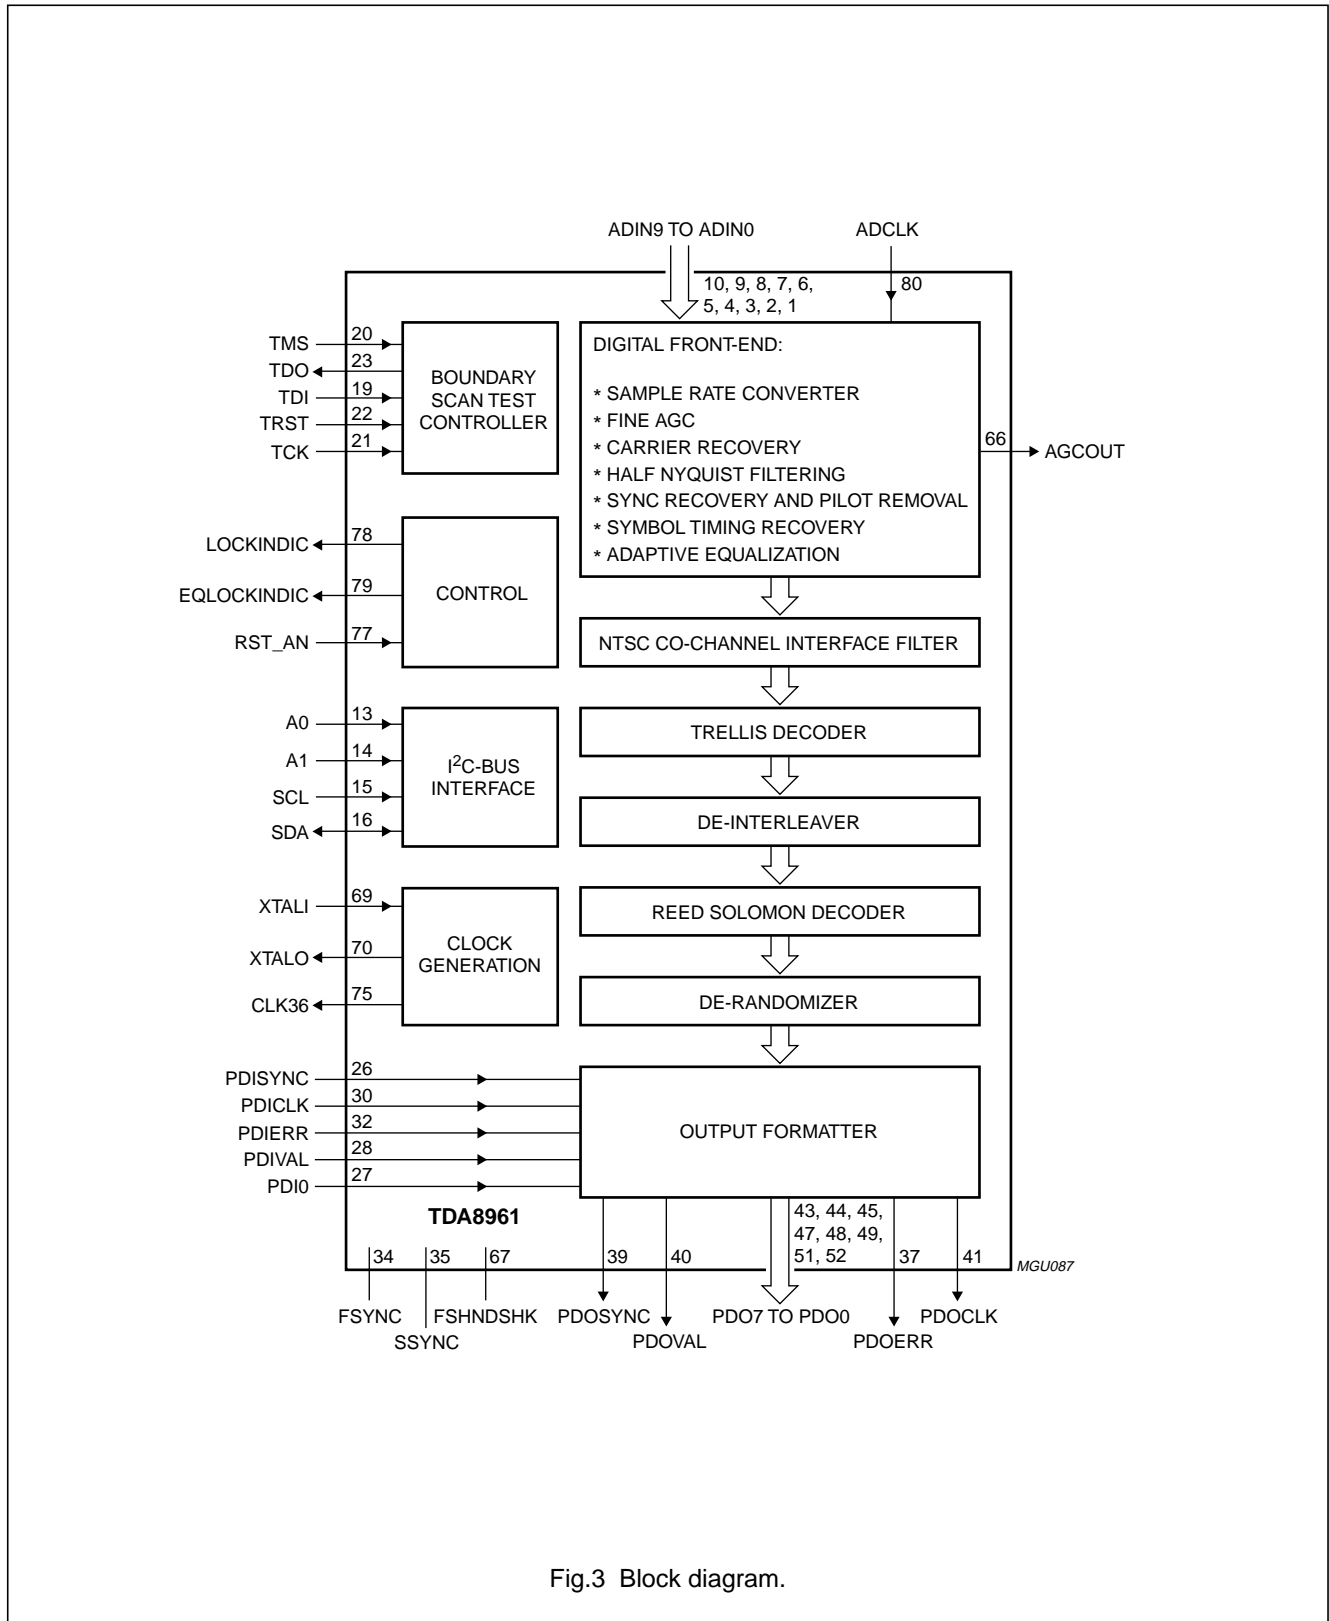 ADIN9 TO ADIN0
ADCLK
10, 9, 8, 7, 6,
5, 4, 3, 2, 1
80
TMS
20
TDO
23
TDI
19
TRST
22
TCK
21
BOUNDARY
SCAN TEST
CONTROLLER
DIGITAL FRONT-END:
* SAMPLE RATE CONVERTER
* FINE AGC
* CARRIER RECOVERY
* HALF NYQUIST FILTERING
* SYNC RECOVERY AND PILOT REMOVAL
* SYMBOL TIMING RECOVERY
* ADAPTIVE EQUALIZATION
66
AGCOUT
LOCKINDIC
78
EQLOCKINDIC
79
RST_AN
77
CONTROL
NTSC CO-CHANNEL INTERFACE FILTER
A0
13
A1
14
SCL
15
SDA
16
I²C-BUS
INTERFACE
TRELLIS DECODER
DE-INTERLEAVER
XTALI
69
XTALO
70
CLK36
75
CLOCK
GENERATION
REED SOLOMON DECODER
DE-RANDOMIZER
PDISYNC
26
PDICLK
30
PDIERR
32
PDIVAL
28
PDI0
27
OUTPUT FORMATTER
TDA8961
34
35
67
39
40
43, 44, 45,
47, 48, 49,
51, 52
37
41
MGU087
FSYNC
SSYNC
FSHNDSHK
PDOSYNC
PDOVAL
PDO7 TO PDO0
PDOERR
PDOCLK
Fig.3 Block diagram.